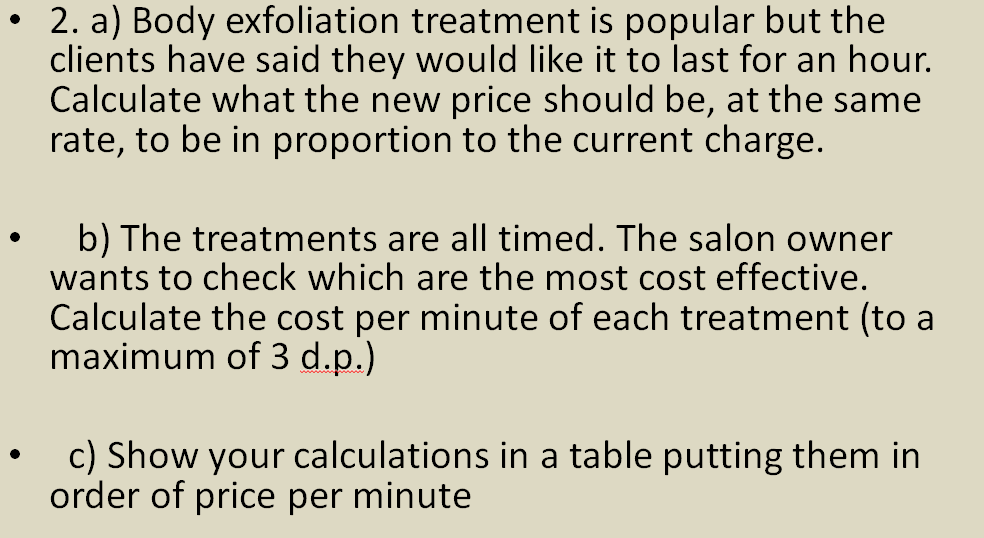 • 2. a) Body exfoliation treatment is popular but the
clients have said they would like it to last for an hour.
Calculate what the new price should be, at the same
rate, to be in proportion to the current charge.
• b) The treatments are all timed. The salon owner
wants to check which are the most cost effective.
Calculate the cost per minute of each treatment (to a
maximum of 3 d.p.)
• c) Show your calculations in a table putting them in
order of price per minute